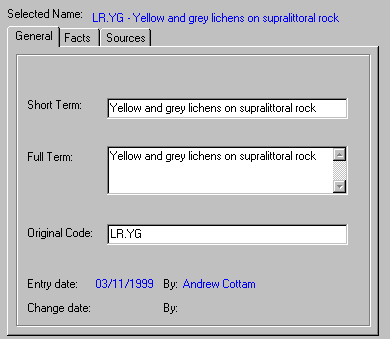 Selected Name: LR.YG - Yellow and grey lichens on supralittoral rock
General Facts Sources
Short Term: Yellow and grey lichens on supralittoral rock
Full Term: Yellow and grey lichens on supralittoral rock
Original Code: LR.YG
Entry date: 03/11/1999 By: Andrew Cottam
Change date: By: